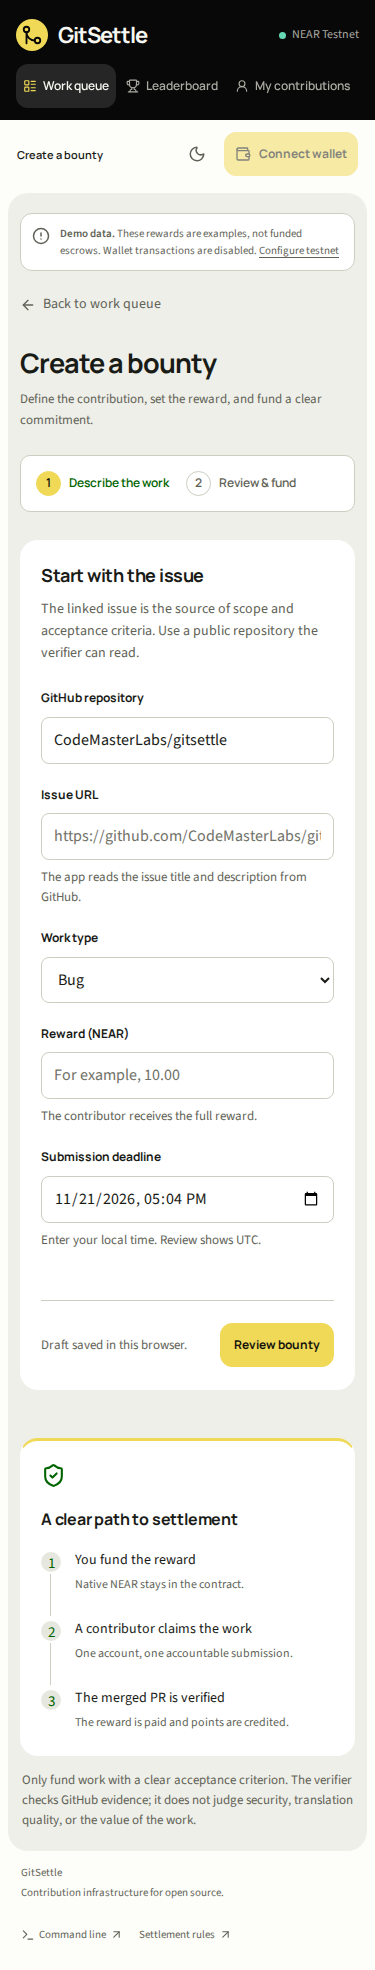 GitSettle
NEAR Testnet
Work queue
Leaderboard
My contributions
Create a bounty
Connect wallet
Demo data. These rewards are examples, not funded
escrows. Wallet transactions are disabled. Configure testnet
Back to work queue
Create a bounty
Define the contribution, set the reward, and fund a clear
commitment.
1 Describe the work
2 Review & fund
Start with the issue
The linked issue is the source of scope and
acceptance criteria. Use a public repository the
verifier can read.
GitHub repository
CodeMasterLabs/gitsettle
Issue URL
https://github.com/CodeMasterLabs/git
The app reads the issue title and description from
GitHub.
Work type
Bug
Reward (NEAR)
For example, 10.00
The contributor receives the full reward.
Submission deadline
11/21/2026, 05:04 PM
Enter your local time. Review shows UTC.
Draft saved in this browser.
Review bounty
A clear path to settlement
1 You fund the reward
Native NEAR stays in the contract.
2 A contributor claims the work
One account, one accountable submission.
3 The merged PR is verified
The reward is paid and points are credited.
Only fund work with a clear acceptance criterion. The verifier
checks GitHub evidence; it does not judge security, translation
quality, or the value of the work.
GitSettle
Contribution infrastructure for open source.
Command line
Settlement rules